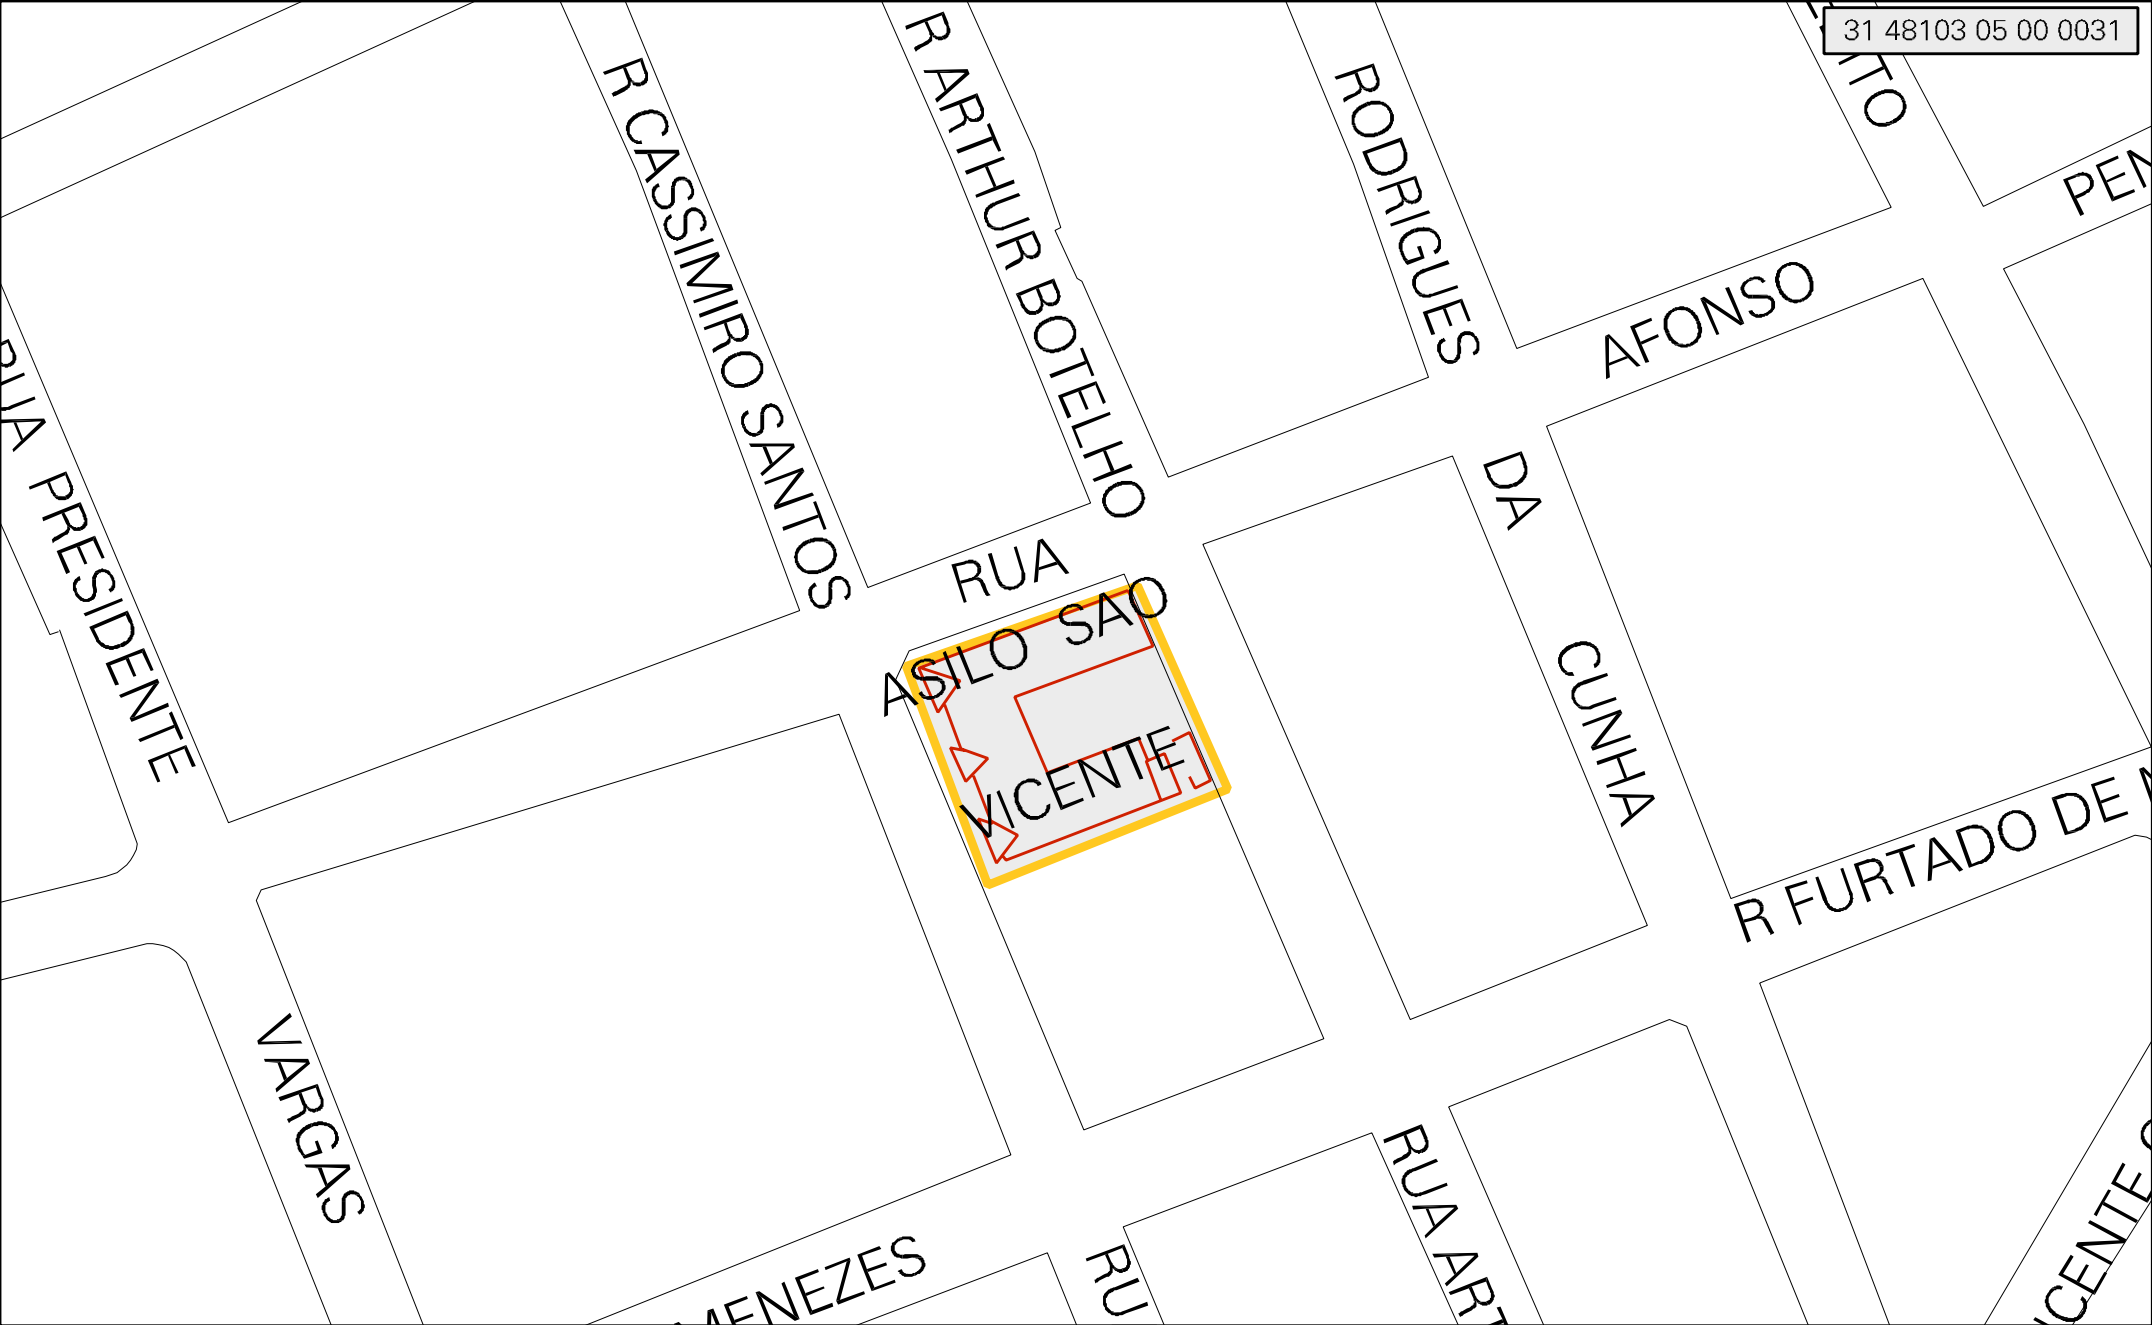 31 48103 05 00 0031
R CASSIMIRO SANTOS
R ARTHUR BOTELHO
RODRIGUES
DA
CUNHA
RUA
AFONSO
RUA PRESIDENTE
VARGAS
ASILO SAO
VICENTE
R FURTADO DE
MENEZES
RUA